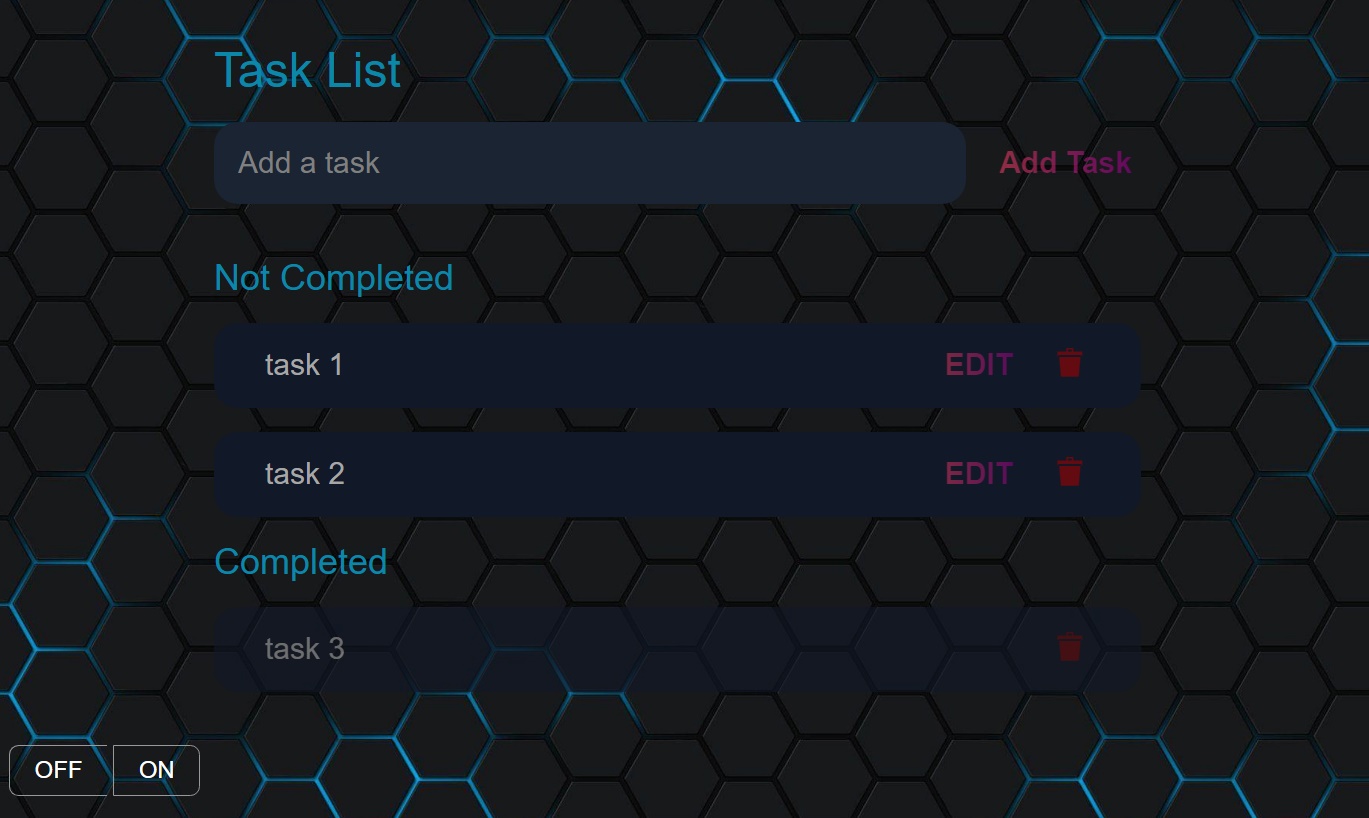 Task List
Add a task
Add Task
Not Completed
task 1 EDIT
task 2 EDIT
Completed
task 3
OFF ON